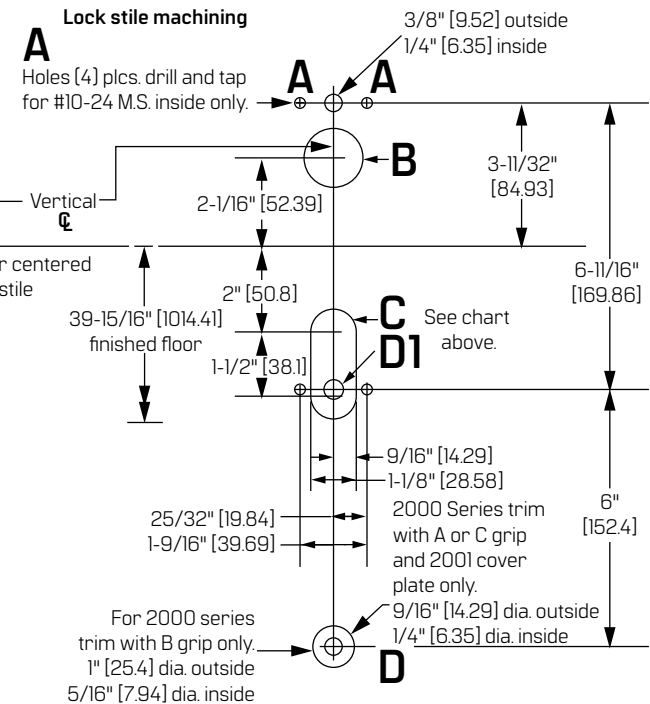 Lock stile machining
A
Holes (4) plcs. drill and tap
for #10-24 M.S. inside only.
3/8" [9.52] outside
1/4" [6.35] inside
A
A
B
3-11/32"
[84.93]
2-1/16" [52.39]
Vertical
℄
r centered
stile
39-15/16" [1014.41]
finished floor
2" [50.8]
1-1/2" [38.1]
C
See chart
above.
D1
6-11/16"
[169.86]
9/16" [14.29]
1-1/8" [28.58]
25/32" [19.84]
1-9/16" [39.69]
2000 Series trim
with A or C grip
and 2001 cover
plate only.
9/16" [14.29] dia. outside
1/4" [6.35] dia. inside
6"
[152.4]
For 2000 series
trim with B grip only.
1" [25.4] dia. outside
5/16" [7.94] dia. inside
D